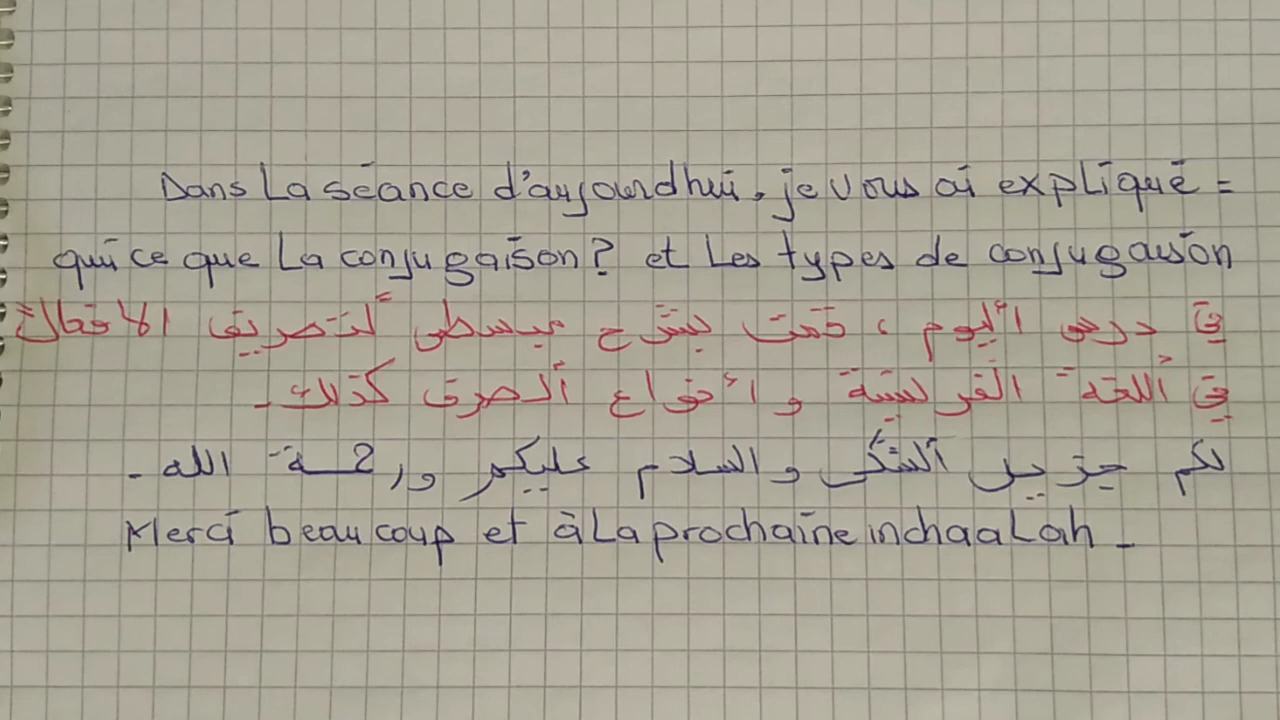 Dans La séance d'aujourdhui, je vous ai expliqué =
qui ce que La conjugaison? et Les types de conjugaison
في درس اليوم ، قمت بشرح مبسط لتصريف الأفعال
في اللغة الفرنسية و أنواع الصرف كذلك.
لكم جزيل الشكر والسلام عليكم ورحمة الله.
Merci beaucoup et à La prochaine inchaaLah.